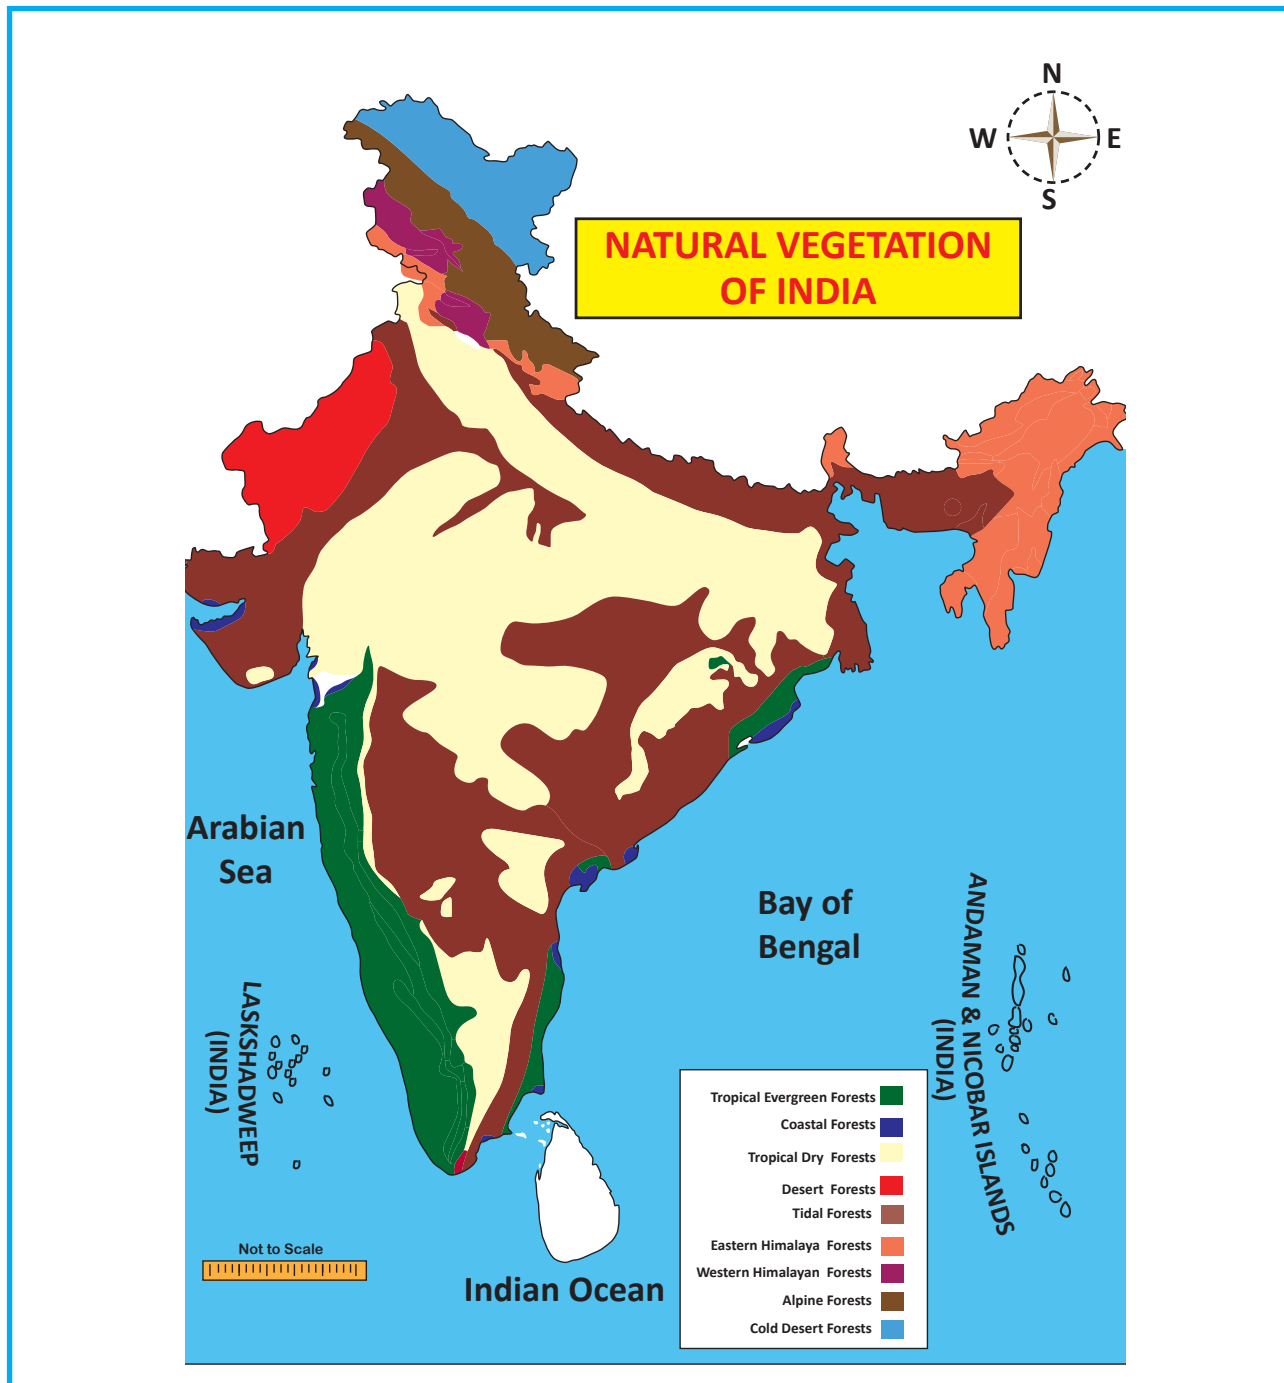 N
W
E
S
NATURAL VEGETATION
OF INDIA
Arabian
Sea
Bay of
Bengal
LASKSHADWEEP
(INDIA)
ANDAMAN & NICOBAR ISLANDS
(INDIA)
Tropical Evergreen Forests
Coastal Forests
Tropical Dry Forests
Desert Forests
Tidal Forests
Eastern Himalaya Forests
Western Himalayan Forests
Alpine Forests
Cold Desert Forests
Not to Scale
Indian Ocean